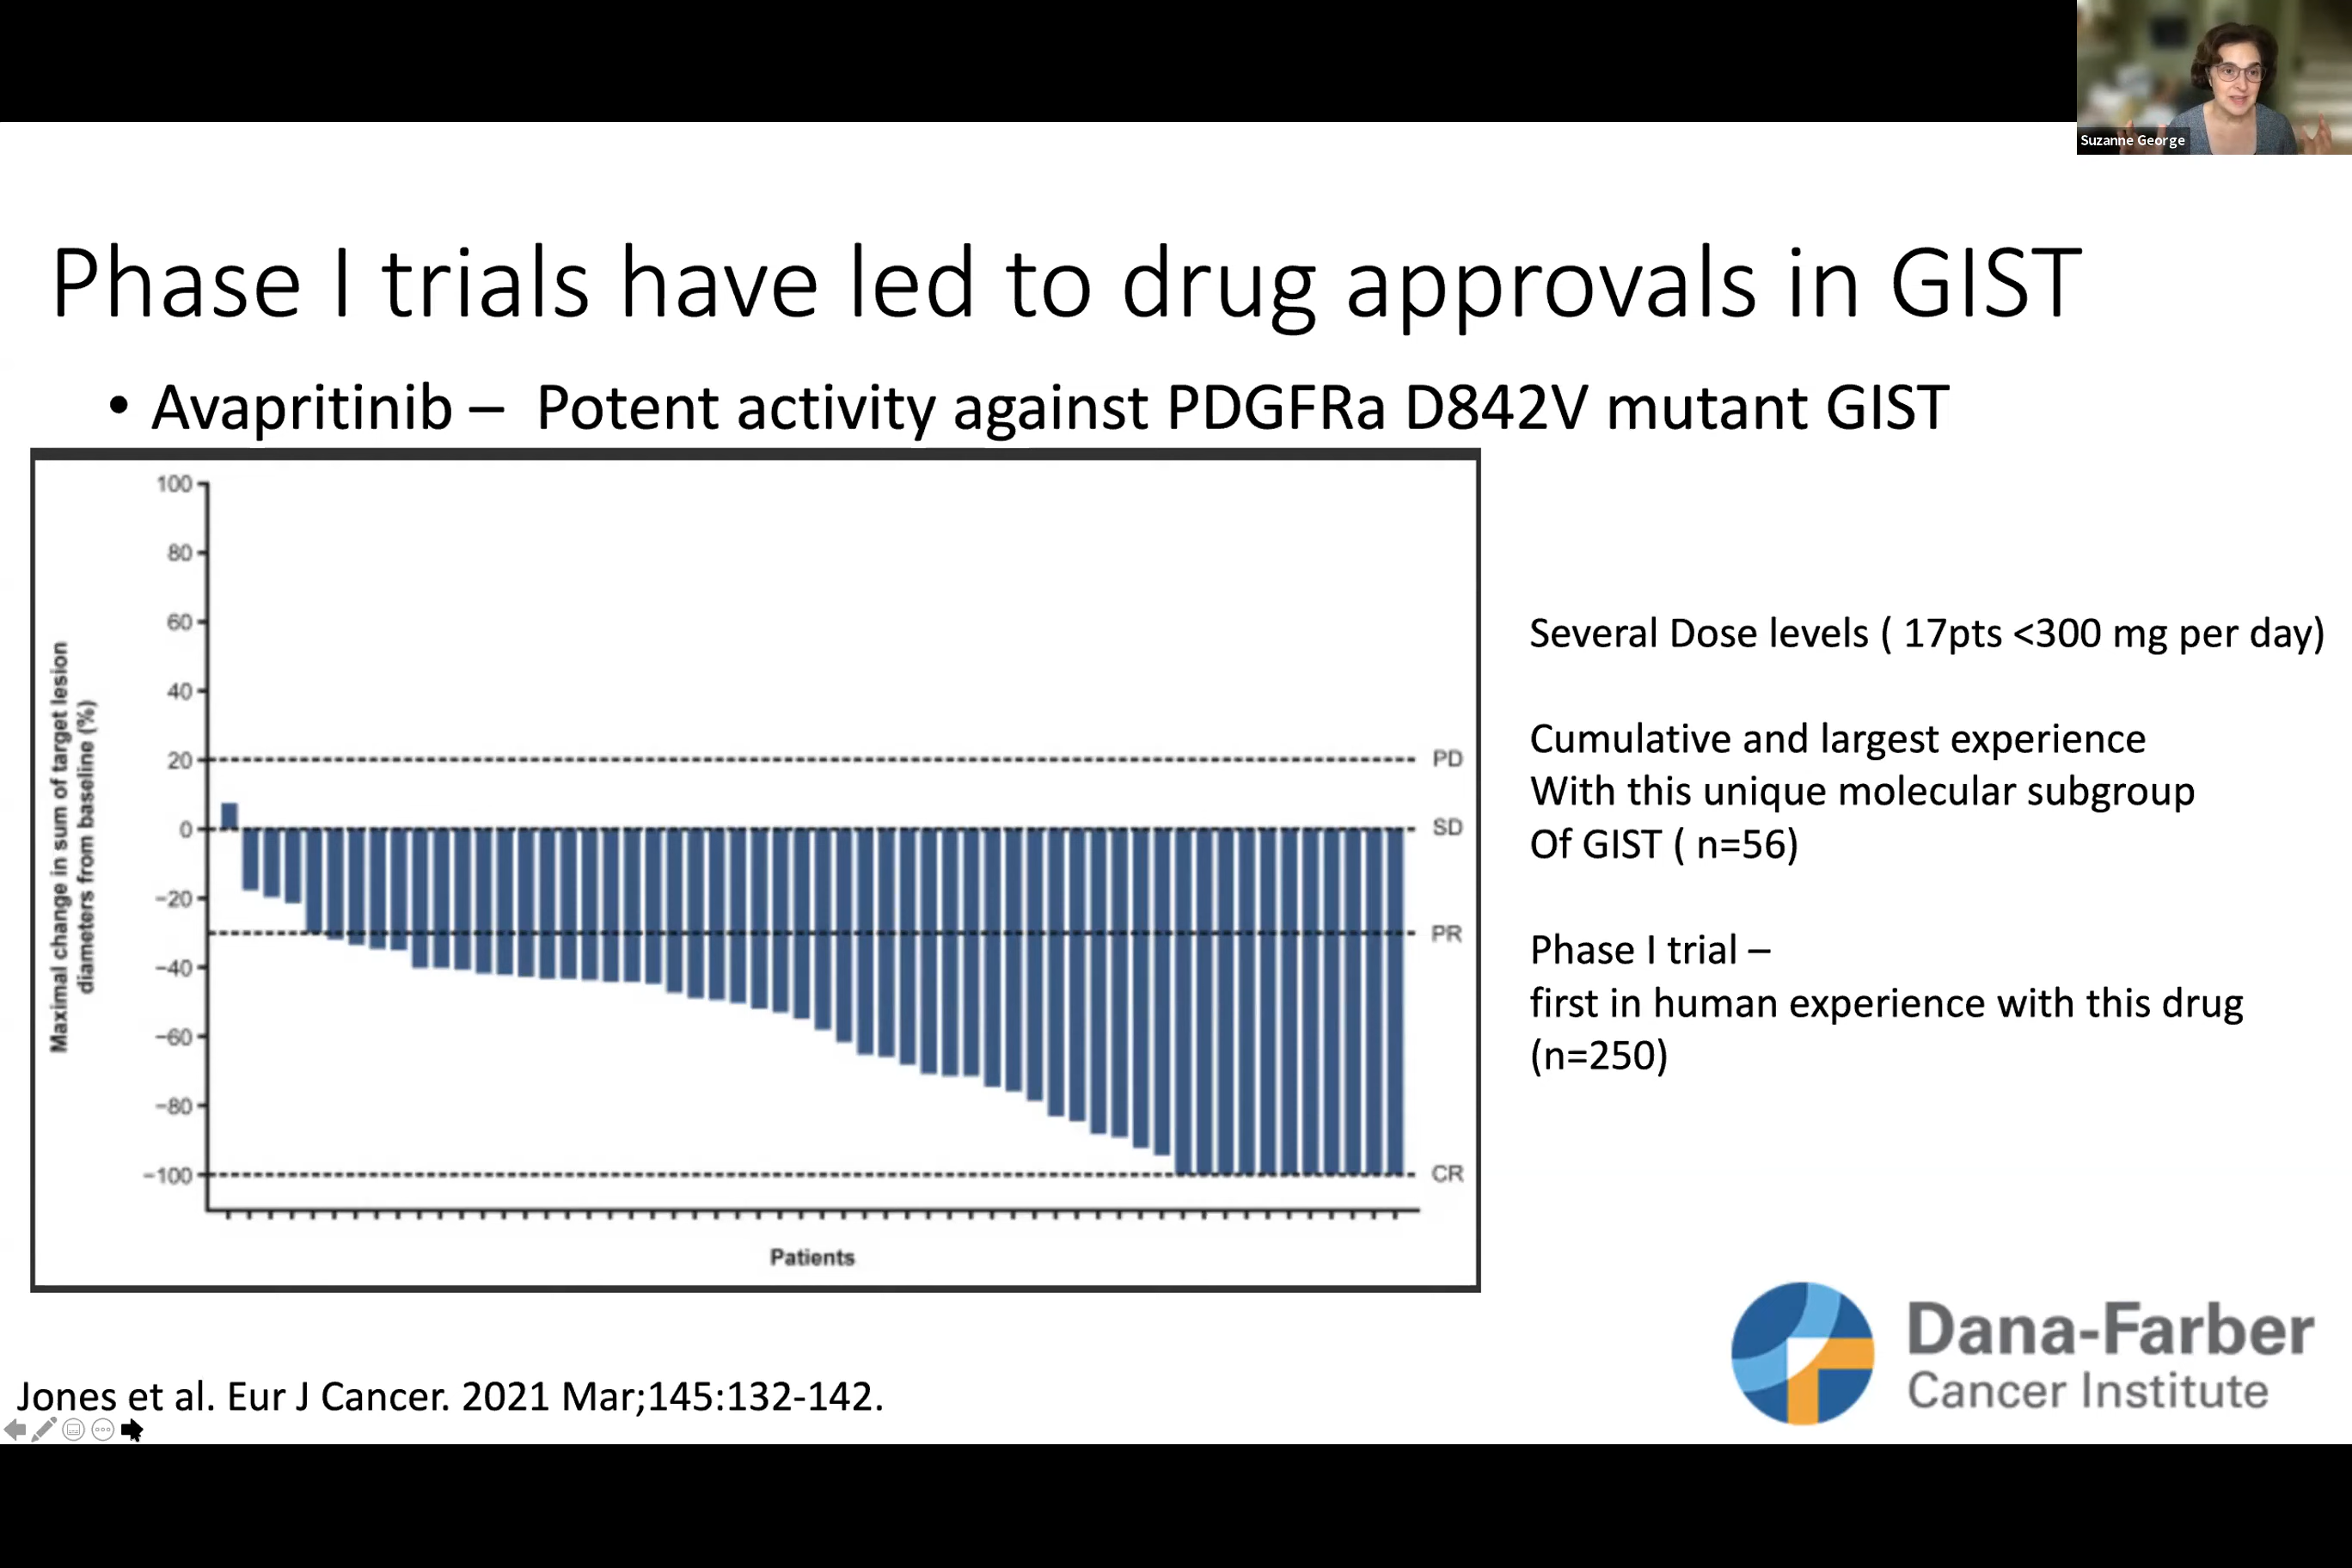 Suzanne George
Phase I trials have led to drug approvals in GIST
• Avapritinib – Potent activity against PDGFRa D842V mutant GIST
Maximal change in sum of target lesion
diameters from baseline (%)
100
80
60
40
20
0
−20
−40
−60
−80
−100
PD
SD
PR
CR
Patients
Several Dose levels ( 17pts <300 mg per day)
Cumulative and largest experience
With this unique molecular subgroup
Of GIST ( n=56)
Phase I trial –
first in human experience with this drug
(n=250)
Jones et al. Eur J Cancer. 2021 Mar;145:132-142.
Dana-Farber
Cancer Institute